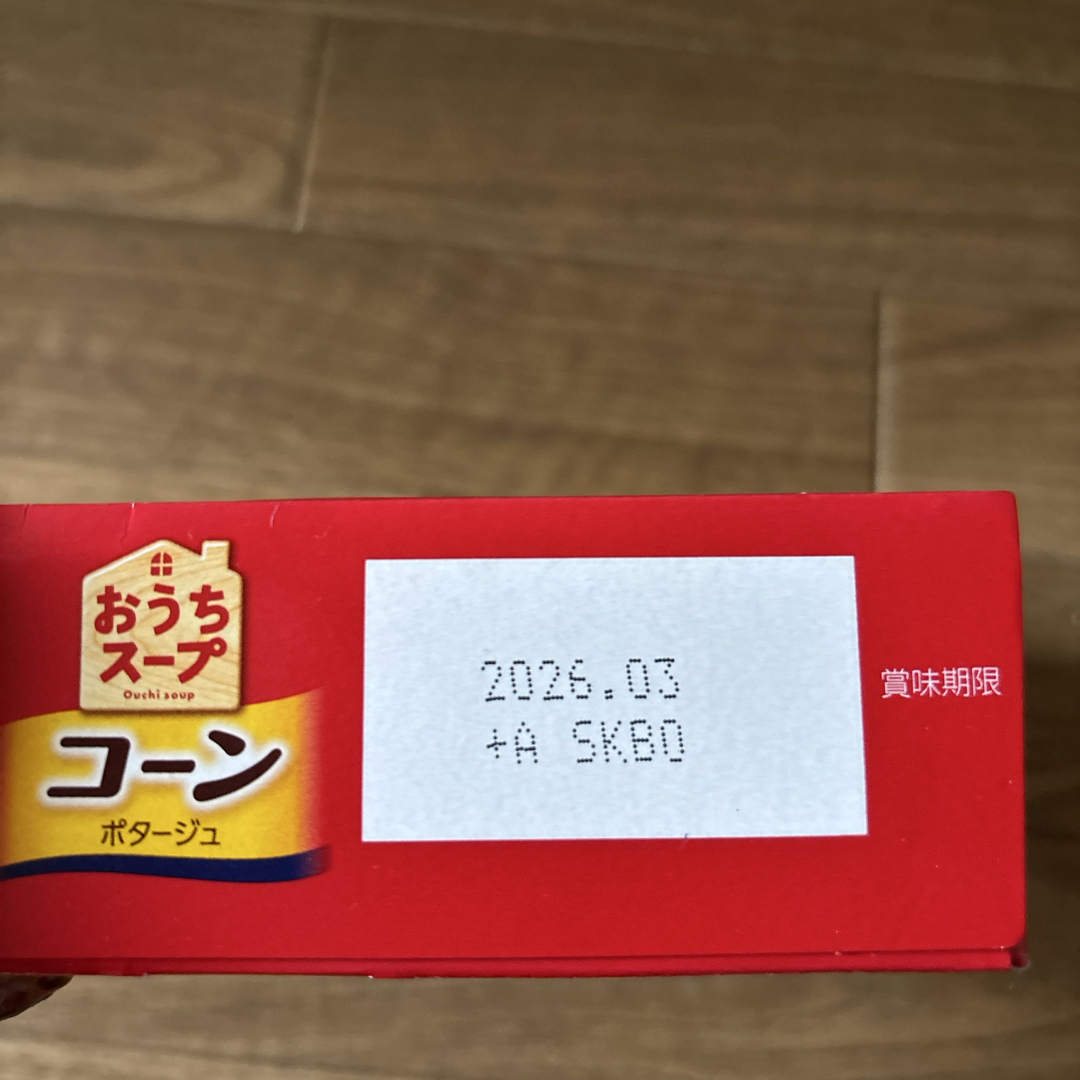 おうち
スープ
Ouchi soup
コーン
ポタージュ
2026.03
+A SKBO
賞味期限